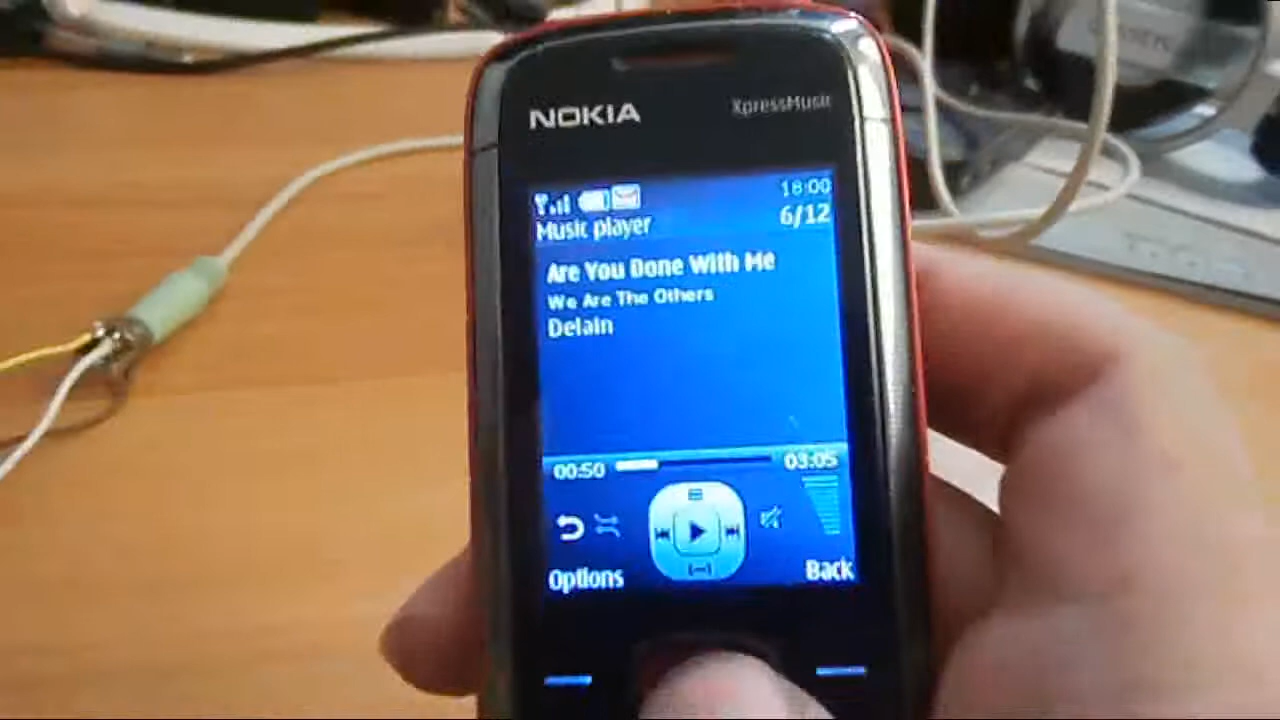 NOKIA
XpressMusic
18:00
Music player
6/12
Are You Done With Me
We Are The Others
Delain
00:50
03:05
Options
Back